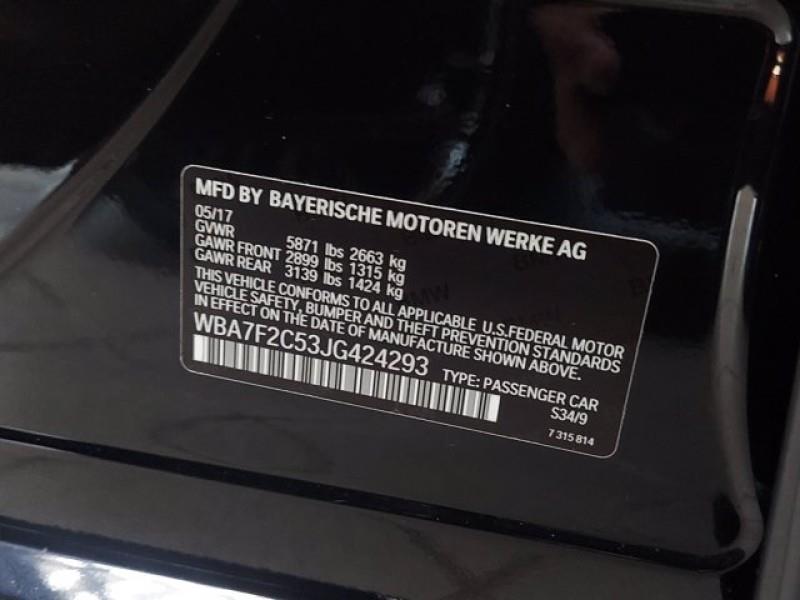 MFD BY BAYERISCHE MOTOREN WERKE AG
05/17
GVWR 5871 lbs 2663 kg
GAWR FRONT 2899 lbs 1315 kg
GAWR REAR 3139 lbs 1424 kg
THIS VEHICLE CONFORMS TO ALL APPLICABLE U.S.FEDERAL MOTOR
VEHICLE SAFETY, BUMPER AND THEFT PREVENTION STANDARDS
IN EFFECT ON THE DATE OF MANUFACTURE SHOWN ABOVE.
WBA7F2C53JG424293
TYPE: PASSENGER CAR
S34/9
7 315 814